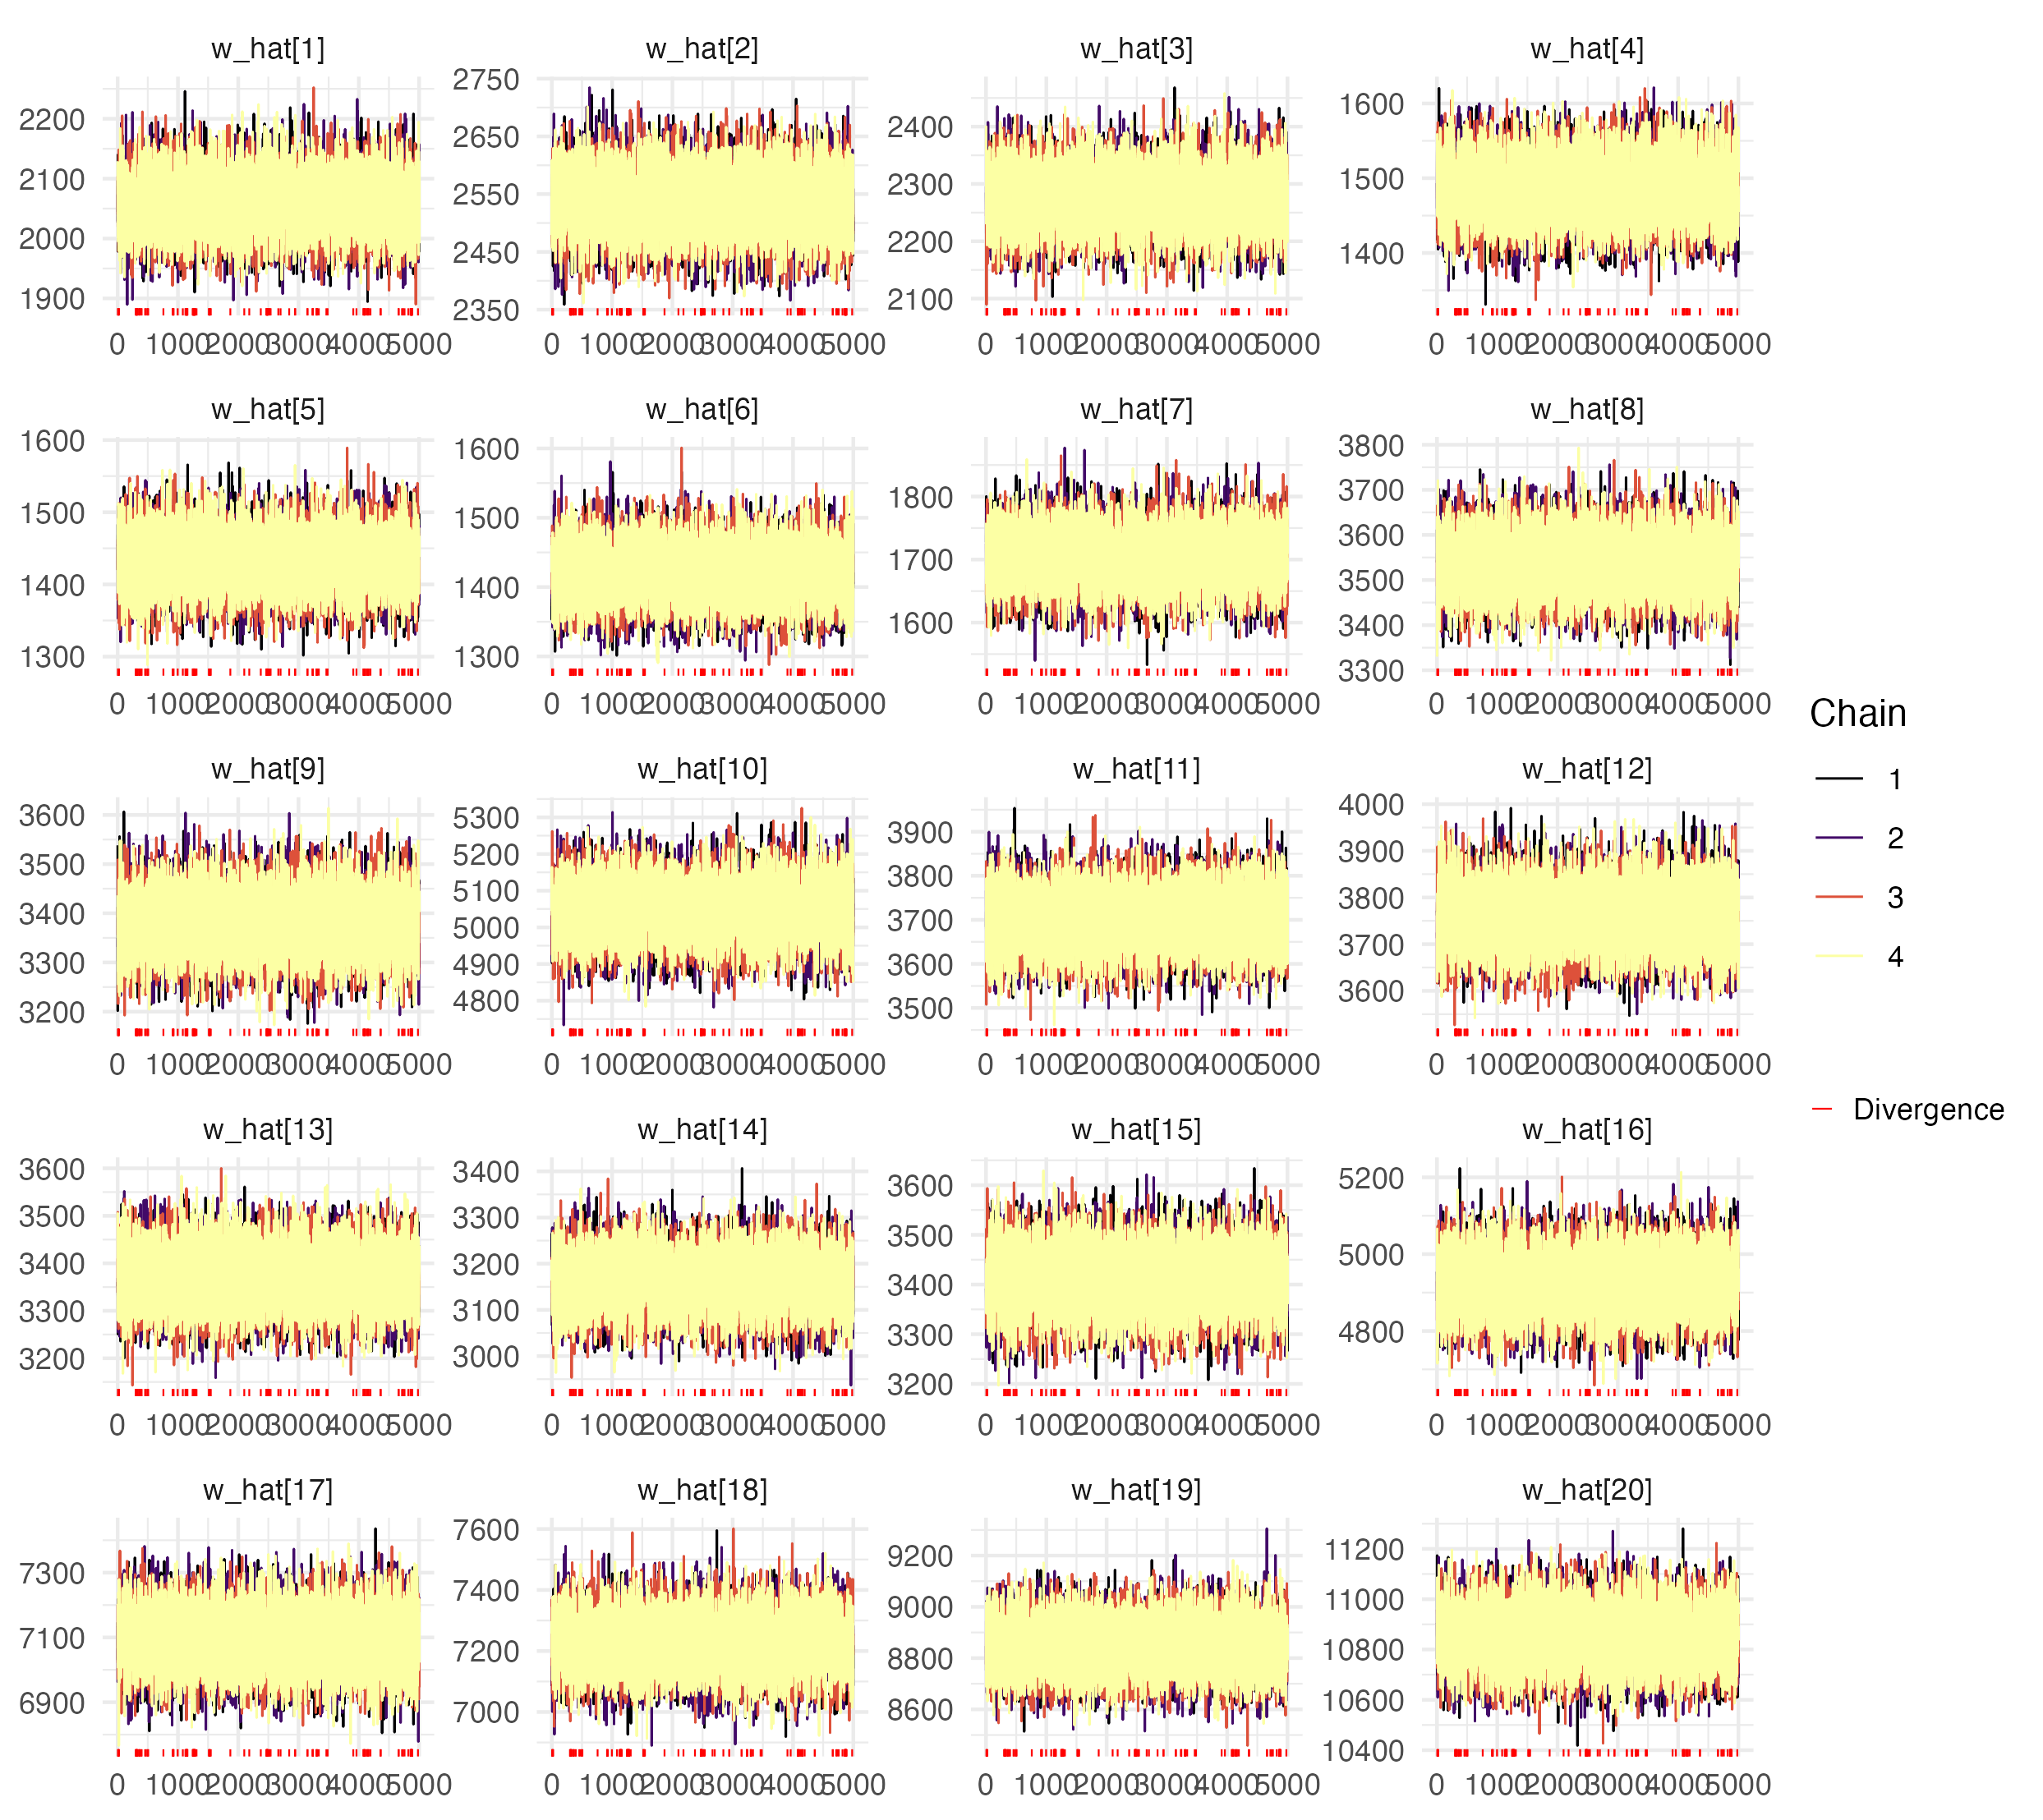 w_hat[1] w_hat[2] w_hat[3] w_hat[4]
2200 2100 2000 1900
2750 2650 2550 2450 2350
2400 2300 2200 2100
1600 1500 1400
0 1000 2000 3000 4000 5000 0 1000 2000 3000 4000 5000 0 1000 2000 3000 4000 5000 0 1000 2000 3000 4000 5000
w_hat[5] w_hat[6] w_hat[7] w_hat[8]
1600 1500 1400 1300
1600 1500 1400 1300
1800 1700 1600
3800 3700 3600 3500 3400 3300
0 1000 2000 3000 4000 5000 0 1000 2000 3000 4000 5000 0 1000 2000 3000 4000 5000 0 1000 2000 3000 4000 5000
w_hat[9] w_hat[10] w_hat[11] w_hat[12]
3600 3500 3400 3300 3200
5300 5200 5100 5000 4900 4800
3900 3800 3700 3600 3500
4000 3900 3800 3700 3600
0 1000 2000 3000 4000 5000 0 1000 2000 3000 4000 5000 0 1000 2000 3000 4000 5000 0 1000 2000 3000 4000 5000
w_hat[13] w_hat[14] w_hat[15] w_hat[16]
3600 3500 3400 3300 3200
3400 3300 3200 3100 3000
3600 3500 3400 3300 3200
5200 5000 4800
0 1000 2000 3000 4000 5000 0 1000 2000 3000 4000 5000 0 1000 2000 3000 4000 5000 0 1000 2000 3000 4000 5000
w_hat[17] w_hat[18] w_hat[19] w_hat[20]
7300 7100 6900
7600 7400 7200 7000
9200 9000 8800 8600
11200 11000 10800 10600 10400
0 1000 2000 3000 4000 5000 0 1000 2000 3000 4000 5000 0 1000 2000 3000 4000 5000 0 1000 2000 3000 4000 5000
Chain
1
2
3
4
Divergence